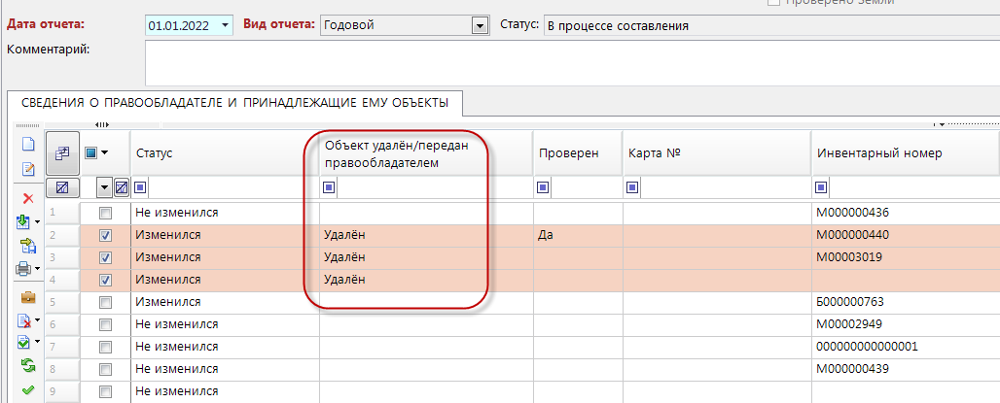 Проверено Земли
Дата отчета: 01.01.2022 Вид отчета: Годовой Статус: В процессе составления
Комментарий:
СВЕДЕНИЯ О ПРАВООБЛАДАТЕЛЕ И ПРИНАДЛЕЖАЩИЕ ЕМУ ОБЪЕКТЫ
Статус Объект удалён/передан правообладателем Проверен Карта № Инвентарный номер
1 Не изменился М000000436
2 Изменился Удалён Да М000000440
3 Изменился Удалён М00003019
4 Изменился Удалён
5 Изменился Б000000763
6 Не изменился М00002949
7 Не изменился 000000000000001
8 Не изменился М000000439
9 Не изменился